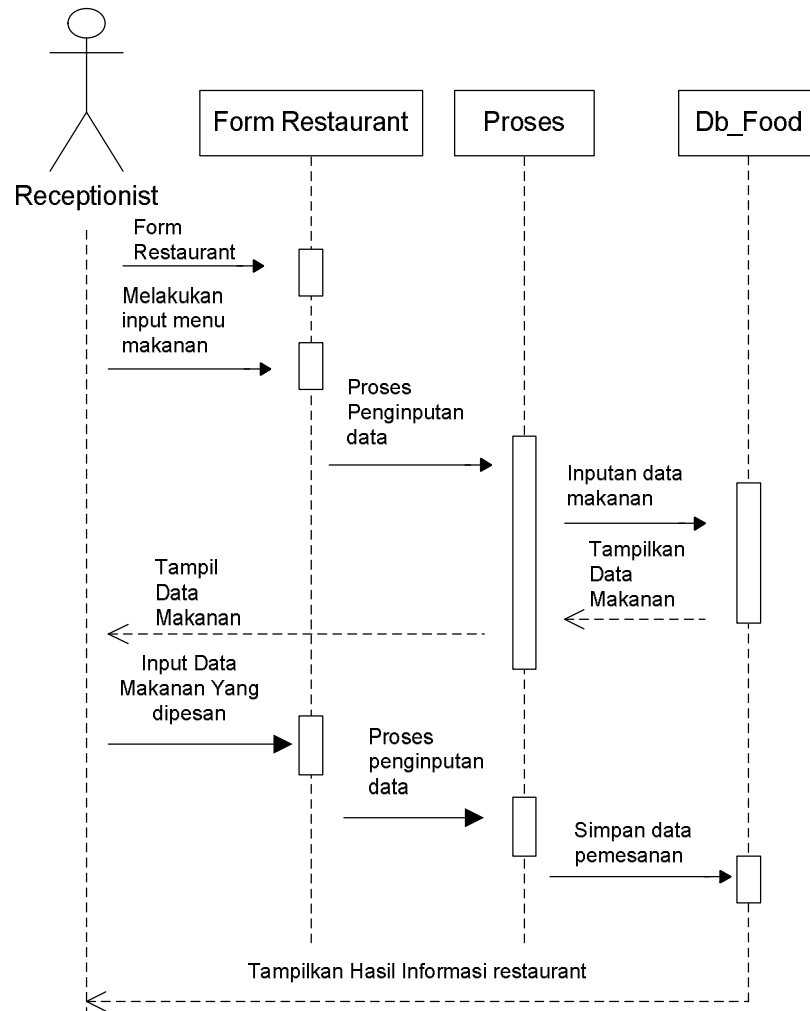 Form Restaurant
Proses
Db_Food
Receptionist
Form
Restaurant
Melakukan
input menu
makanan
Proses
Penginputan
data
Inputan data
makanan
Tampilkan
Data
Makanan
Tampil
Data
Makanan
Input Data
Makanan Yang
dipesan
Proses
penginputan
data
Simpan data
pemesanan
Tampilkan Hasil Informasi restaurant